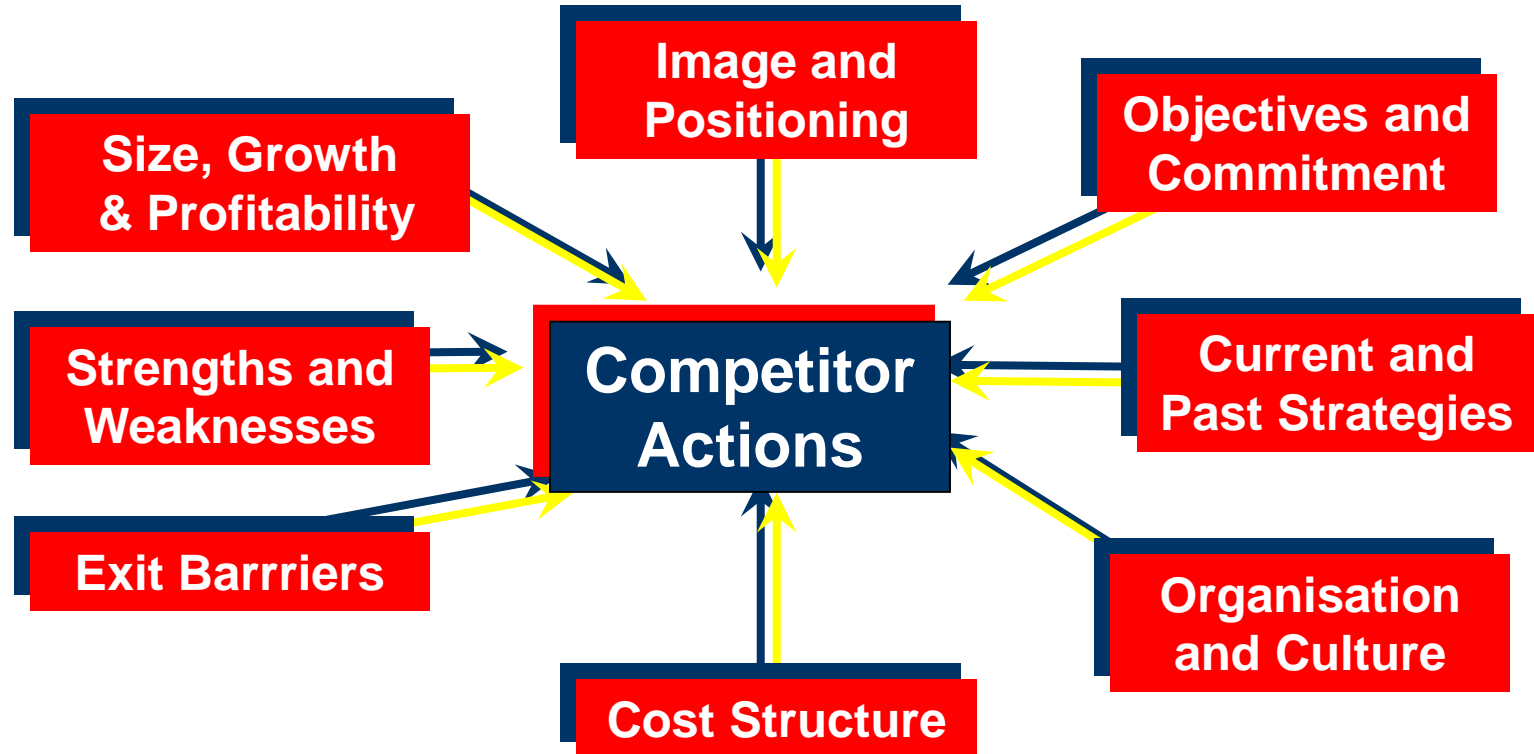 Image and
Positioning
Objectives and
Commitment
Size, Growth
& Profitability
Current and
Past Strategies
Competitor
Actions
Strengths and
Weaknesses
Exit Barrriers
Organisation
and Culture
Cost Structure